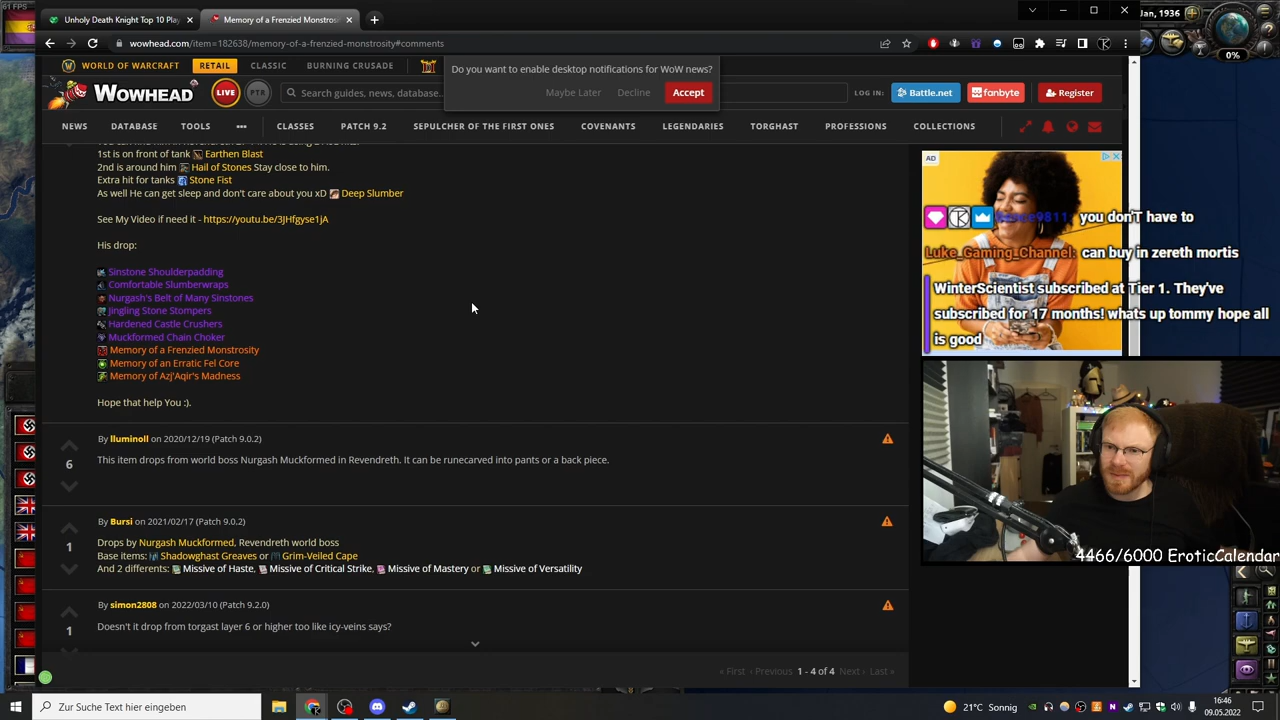 61 FPS
Unholy Death Knight Top 10 Play
Memory of a Frenzied Monstros
Jan, 1936
0%
wowhead.com/item=182638/memory-of-a-frenzied-monstrosity#comments
WORLD OF WARCRAFT
RETAIL
CLASSIC
BURNING CRUSADE
Do you want to enable desktop notifications for WoW news?
Maybe Later
Decline
Accept
WOWHEAD
LIVE
PTR
Search guides, news, database..
LOG IN:
Battle.net
fanbyte
Register
NEWS
DATABASE
TOOLS
•••
CLASSES
PATCH 9.2
SEPULCHER OF THE FIRST ONES
COVENANTS
LEGENDARIES
TORGHAST
PROFESSIONS
COLLECTIONS
1st is on front of tank Earthen Blast
2nd is around him Hail of Stones Stay close to him.
Extra hit for tanks Stone Fist
As well He can get sleep and don't care about you xD Deep Slumber
See My Video if need it - https://youtu.be/3JHfgyse1jA
His drop:
Sinstone Shoulderpadding
Comfortable Slumberwraps
Nurgash's Belt of Many Sinstones
Jingling Stone Stompers
Hardened Castle Crushers
Muckformed Chain Choker
Memory of a Frenzied Monstrosity
Memory of an Erratic Fel Core
Memory of Azj'Aqir's Madness
Hope that help You :).
AD
you don'T have to
Luke_Gaming_Channel: can buy in zereth mortis
WinterScientist subscribed at Tier 1. They've
subscribed for 17 months! whats up tommy hope all
is good
By lluminoll on 2020/12/19 (Patch 9.0.2)
6
This item drops from world boss Nurgash Muckformed in Revendreth. It can be runecarved into pants or a back piece.
By Bursi on 2021/02/17 (Patch 9.0.2)
1
Drops by Nurgash Muckformed, Revendreth world boss
Base items: Shadowghast Greaves or Grim-Veiled Cape
And 2 differents: Missive of Haste, Missive of Critical Strike, Missive of Mastery or Missive of Versatility
4466/6000 EroticCalendar
By simon2808 on 2022/03/10 (Patch 9.2.0)
1
Doesn't it drop from torgast layer 6 or higher too like icy-veins says?
« First ‹ Previous 1 - 4 of 4 Next › Last »
Zur Suche Text hier eingeben
21°C Sonnig
16:46
09.05.2022